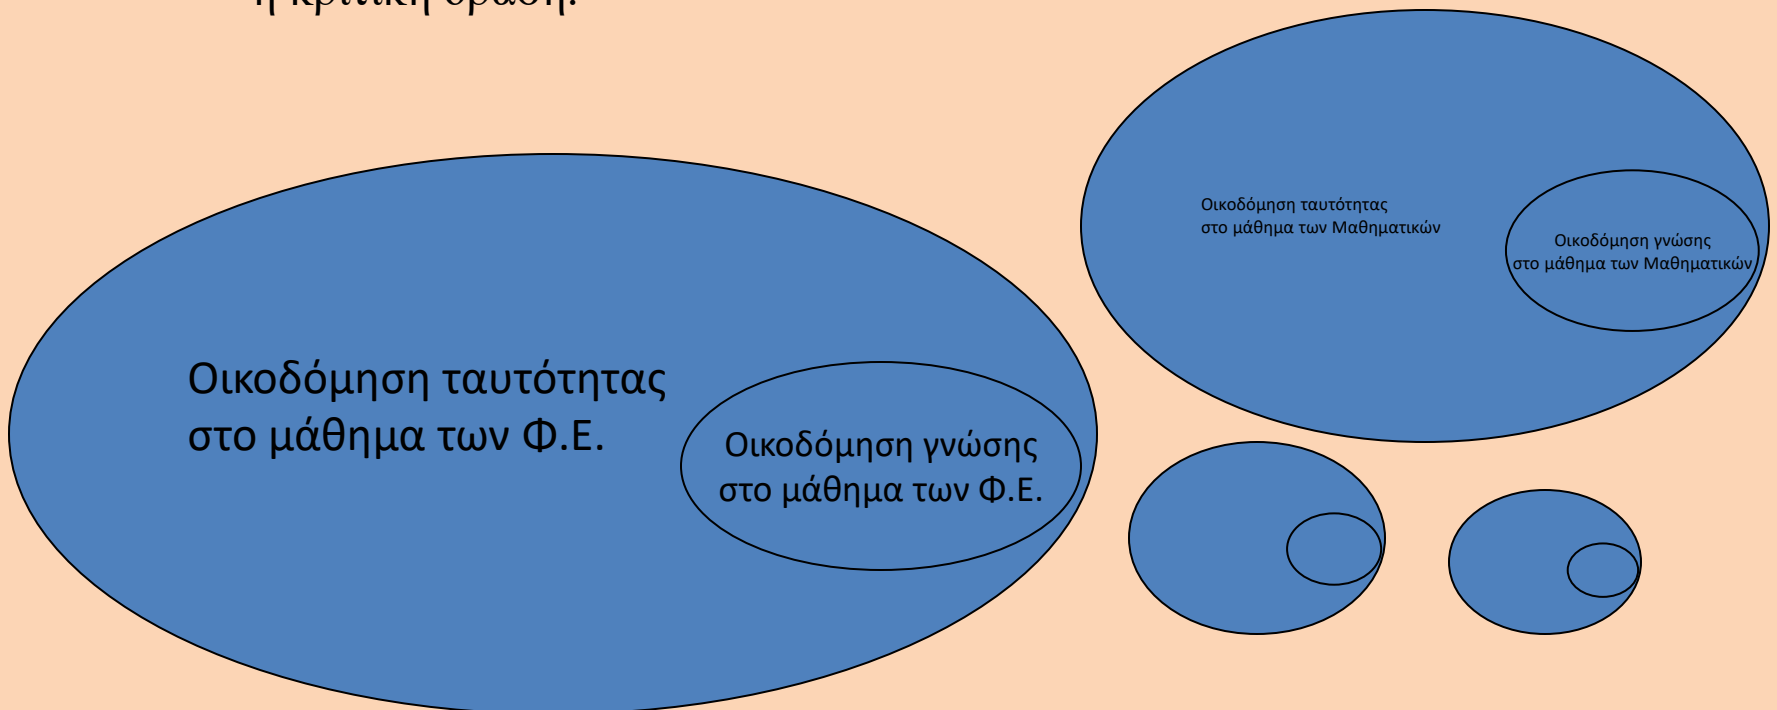 Οικοδόμηση ταυτότητας
στο μάθημα των Φ.Ε.
Οικοδόμηση γνώσης
στο μάθημα των Φ.Ε.
Οικοδόμηση ταυτότητας
στο μάθημα των Μαθηματικών
Οικοδόμηση γνώσης
στο μάθημα των Μαθηματικών